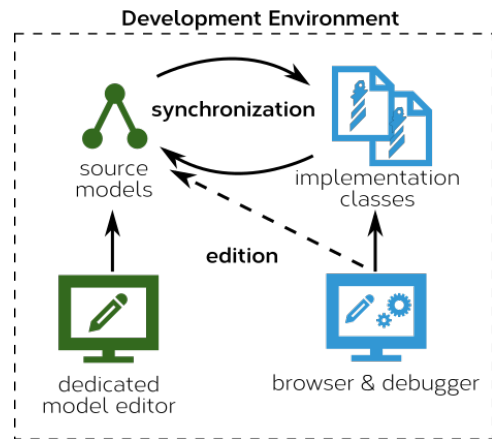 Development Environment
synchronization
source
models
implementation
classes
edition
dedicated
model editor
browser & debugger